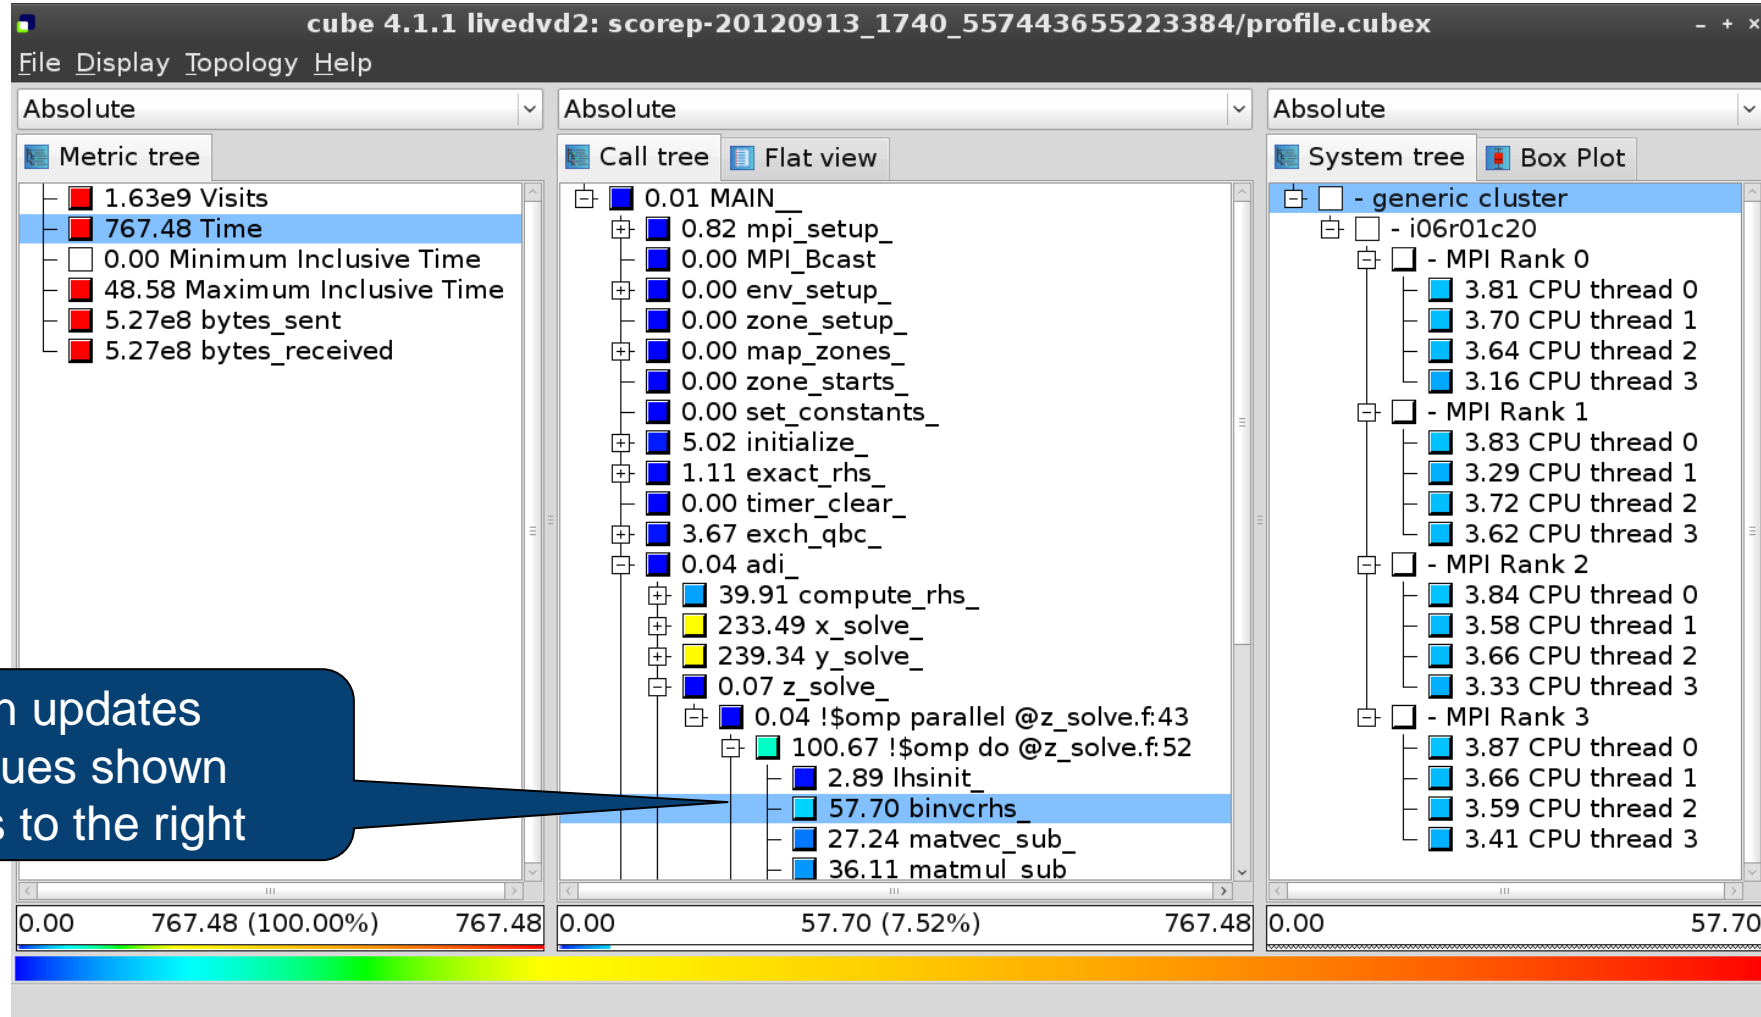 cube 4.1.1 livedvd2: scorep-20120913_1740_557443655223384/profile.cubex
File Display Topology Help
Absolute
Metric tree
1.63e9 Visits
767.48 Time
0.00 Minimum Inclusive Time
48.58 Maximum Inclusive Time
5.27e8 bytes_sent
5.27e8 bytes_received
updates
shown
to the right
0.00 767.48 (100.00%) 767.48
Absolute
Call tree Flat view
0.01 MAIN__
0.82 mpi_setup_
0.00 MPI_Bcast
0.00 env_setup_
0.00 zone_setup_
0.00 map_zones_
0.00 zone_starts_
0.00 set_constants_
5.02 initialize_
1.11 exact_rhs_
0.00 timer_clear_
3.67 exch_qbc_
0.04 adi_
39.91 compute_rhs_
233.49 x_solve_
239.34 y_solve_
0.07 z_solve_
0.04 !$omp parallel @z_solve.f:43
100.67 !$omp do @z_solve.f:52
2.89 lhsinit_
57.70 binvcrhs_
27.24 matvec_sub_
36.11 matmul_sub
0.00 57.70 (7.52%) 767.48
Absolute
System tree Box Plot
- generic cluster
- i06r01c20
- MPI Rank 0
3.81 CPU thread 0
3.70 CPU thread 1
3.64 CPU thread 2
3.16 CPU thread 3
- MPI Rank 1
3.83 CPU thread 0
3.29 CPU thread 1
3.72 CPU thread 2
3.62 CPU thread 3
- MPI Rank 2
3.84 CPU thread 0
3.58 CPU thread 1
3.66 CPU thread 2
3.33 CPU thread 3
- MPI Rank 3
3.87 CPU thread 0
3.66 CPU thread 1
3.59 CPU thread 2
3.41 CPU thread 3
0.00 57.70